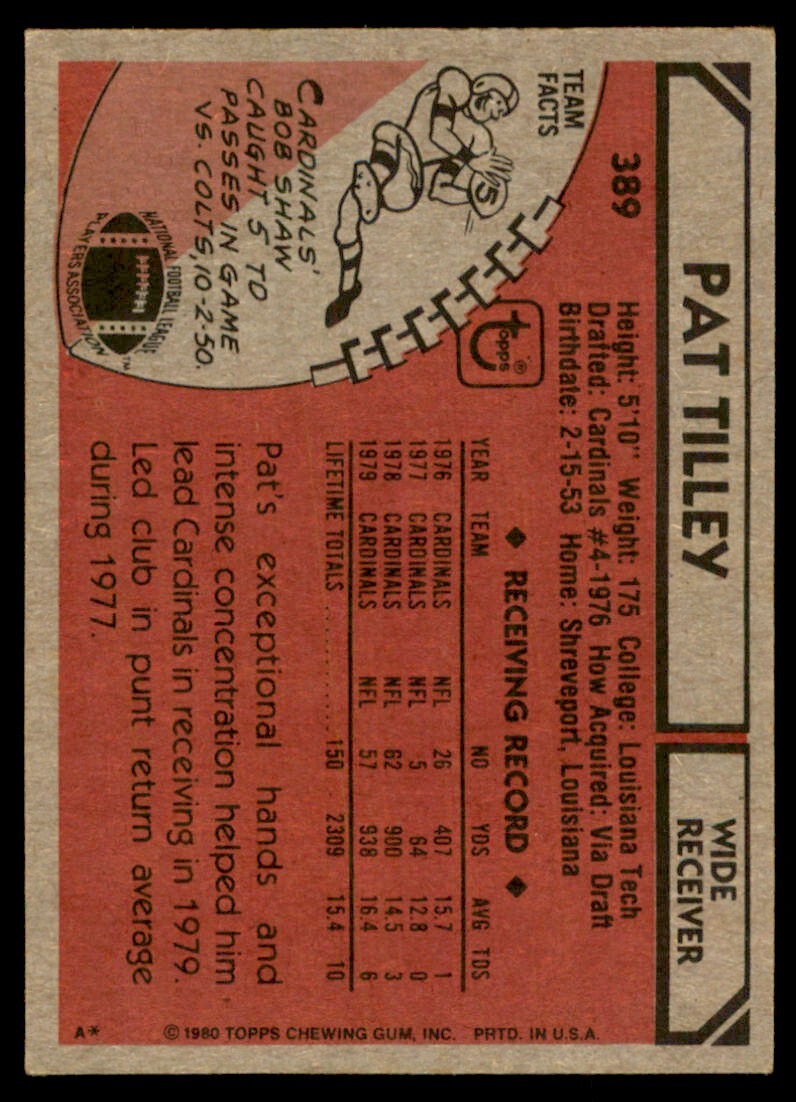 389
PAT TILLEY
WIDE
RECEIVER
Height: 5'10" Weight: 175 College: Louisiana Tech
Drafted: Cardinals #4-1976 How Acquired: Via Draft
Birthdate: 2-15-53 Home: Shreveport, Louisiana
TEAM
FACTS
5
CARDINALS'
BOB SHAW
CAUGHT 5 TD
PASSES IN GAME
VS. COLTS, 10-2-50.
NATIONAL FOOTBALL LEAGUE
PLAYERS ASSOCIATION™
Topps®
◆ RECEIVING RECORD ◆
YEAR TEAM NO YDS AVG TDS
1976 CARDINALS NFL 26 407 15.7 1
1977 CARDINALS NFL 5 64 12.8 0
1978 CARDINALS NFL 62 900 14.5 3
1979 CARDINALS NFL 57 938 16.4 6
LIFETIME TOTALS 150 2309 15.4 10
Pat's exceptional hands and
intense concentration helped him
lead Cardinals in receiving in 1979.
Led club in punt return average
during 1977.
A* © 1980 TOPPS CHEWING GUM, INC. PRTD. IN U.S.A.